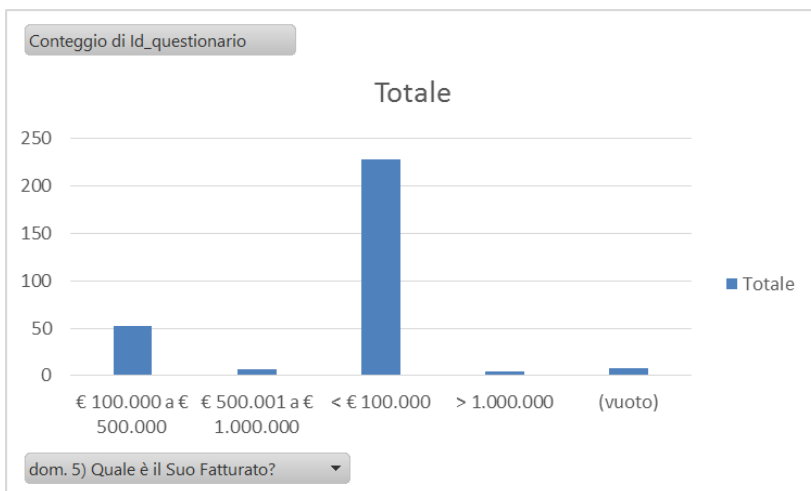 Conteggio di Id_questionario
Totale
250
200
150
100
50
0
€ 100.000 a €
500.000
€ 500.001 a €
1.000.000
< € 100.000
> 1.000.000
(vuoto)
Totale
dom. 5) Quale è il Suo Fatturato?